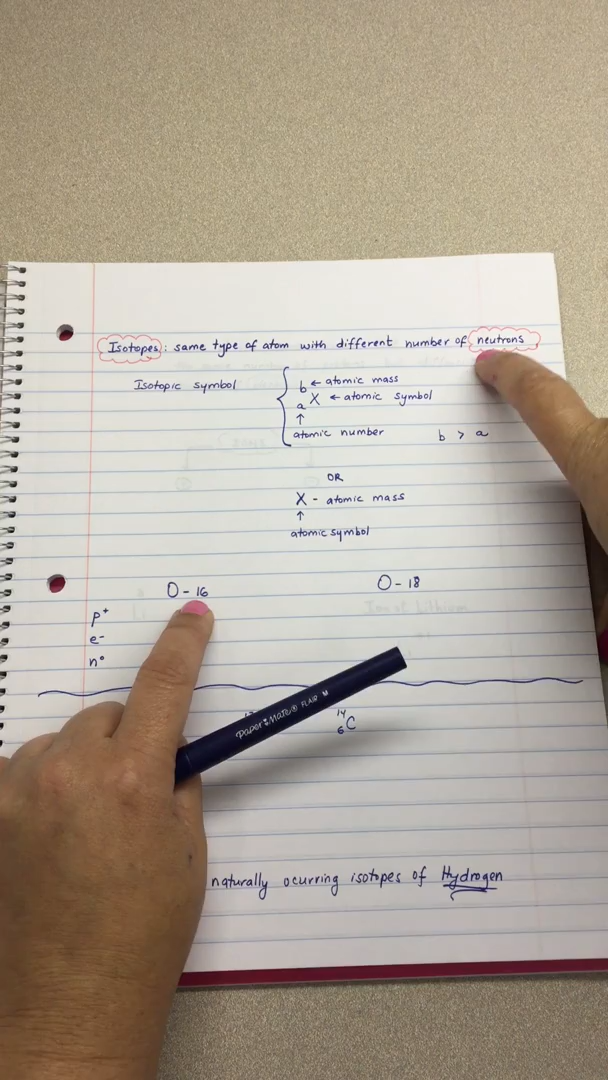 Isotopes: same type of atom with different number of neutrons
Isotopic symbol
b ← atomic mass
a X ← atomic symbol
↑
atomic number b > a
OR
X - atomic mass
↑
atomic symbol
O - 16 O - 18
p+
e-
n°
Paper Mate® FLAIR M
14
6 C
naturally ocurring isotopes of Hydrogen